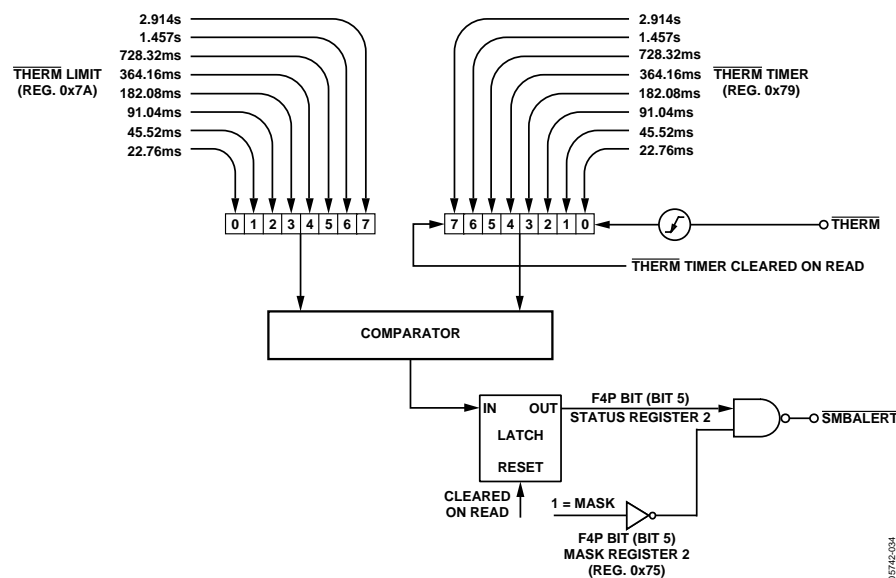 2.914s
1.457s
728.32ms
364.16ms
182.08ms
91.04ms
45.52ms
22.76ms
THERM LIMIT
(REG. 0x7A)
2.914s
1.457s
728.32ms
364.16ms
182.08ms
91.04ms
45.52ms
22.76ms
THERM TIMER
(REG. 0x79)
0 1 2 3 4 5 6 7
7 6 5 4 3 2 1 0
THERM
THERM TIMER CLEARED ON READ
COMPARATOR
IN OUT
LATCH
RESET
F4P BIT (BIT 5)
STATUS REGISTER 2
SMBALERT
CLEARED
ON READ
1 = MASK
F4P BIT (BIT 5)
MASK REGISTER 2
(REG. 0x75)